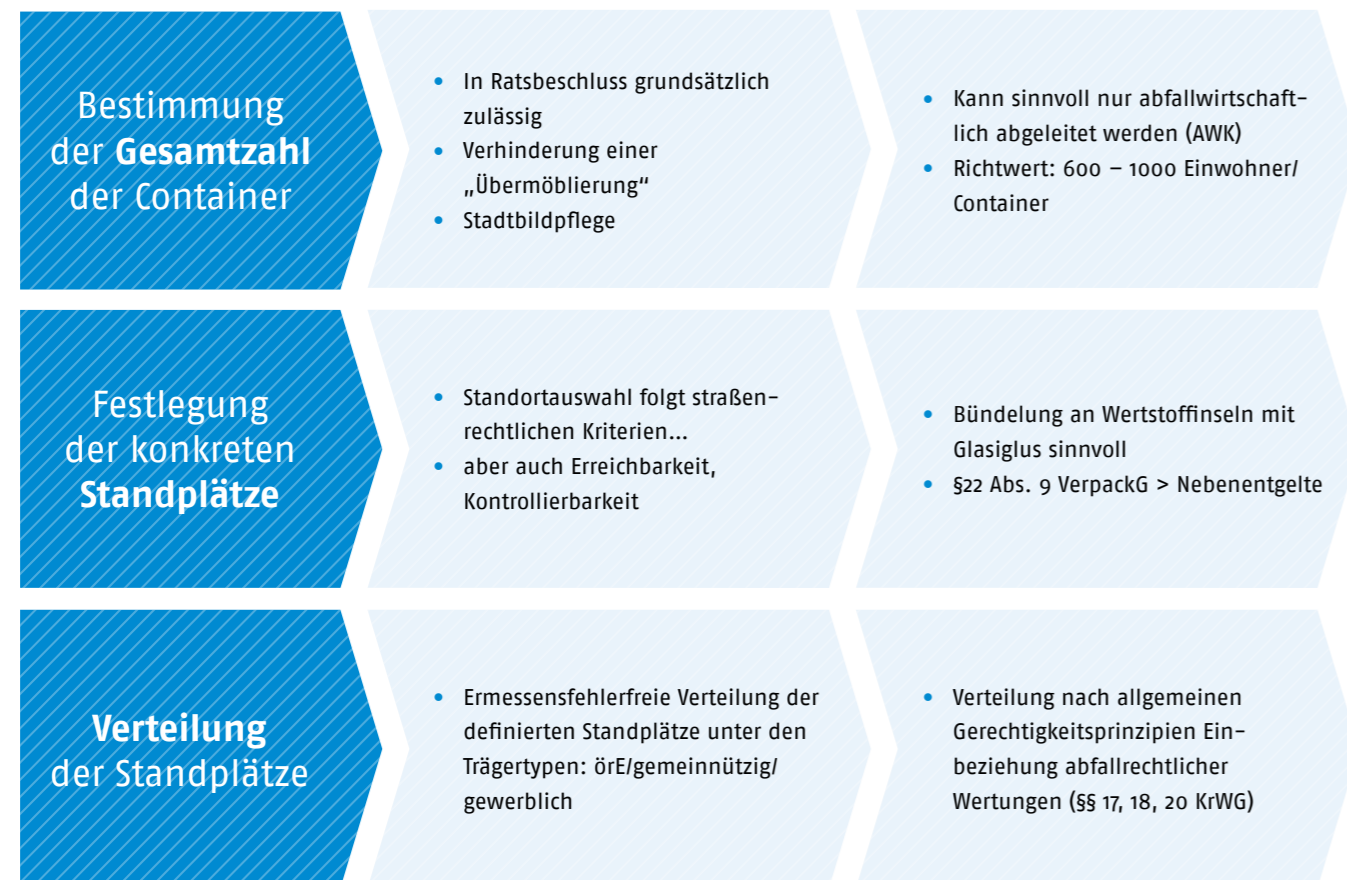 Bestimmung
der Gesamtzahl
der Container
• In Ratsbeschluss grundsätzlich
zulässig
• Verhinderung einer
„Übermöblierung“
• Stadtbildpflege
• Kann sinnvoll nur abfallwirtschaft-
lich abgeleitet werden (AWK)
• Richtwert: 600 – 1000 Einwohner/
Container
Festlegung
der konkreten
Standplätze
• Standortauswahl folgt straßen-
rechtlichen Kriterien...
• aber auch Erreichbarkeit,
Kontrollierbarkeit
• Bündelung an Wertstoffinseln mit
Glasiglus sinnvoll
• §22 Abs. 9 VerpackG > Nebenentgelte
Verteilung
der Standplätze
• Ermessensfehlerfreie Verteilung der
definierten Standplätze unter den
Trägertypen: örE/gemeinnützig/
gewerblich
• Verteilung nach allgemeinen
Gerechtigkeitsprinzipien Ein-
beziehung abfallrechtlicher
Wertungen (§§ 17, 18, 20 KrWG)